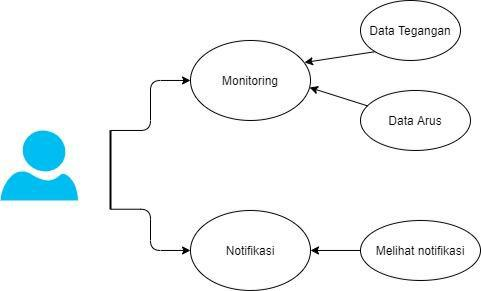 Data Tegangan
Monitoring
Data Arus
Notifikasi
Melihat notifikasi